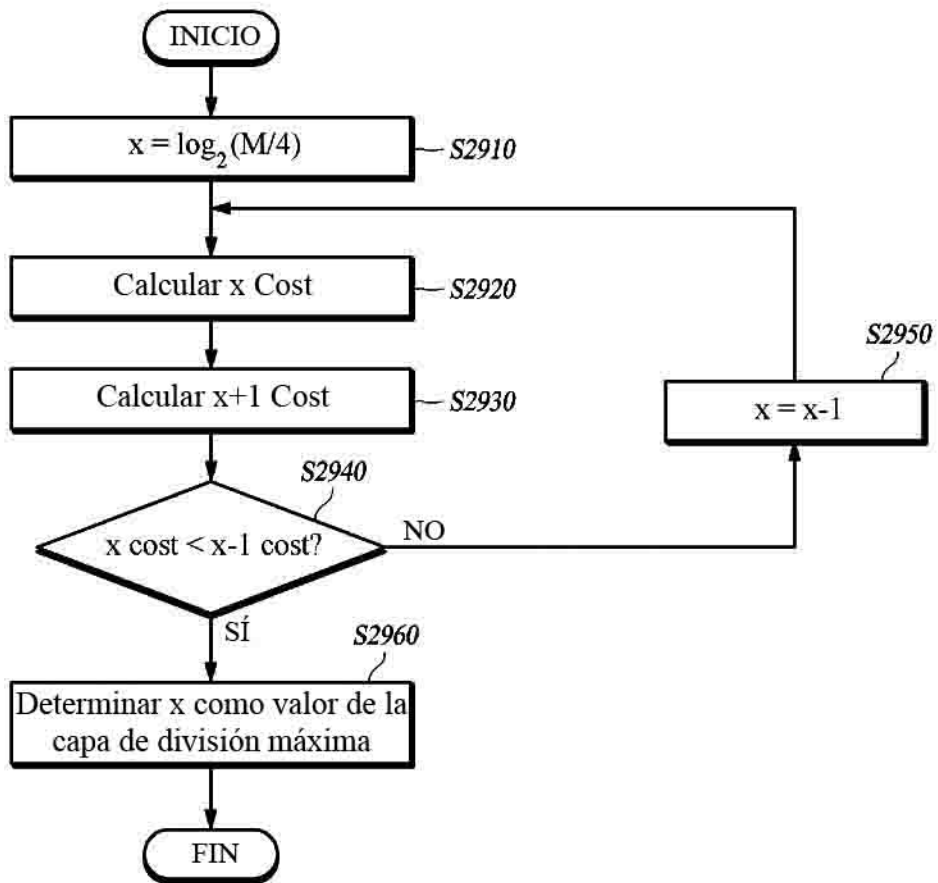 INICIO
x = log₂(M/4)
S2910
Calcular x Cost
S2920
S2950
Calcular x+1 Cost
S2930
x = x-1
S2940
x cost < x-1 cost?
NO
SÍ
S2960
Determinar x como valor de la
capa de división máxima
FIN